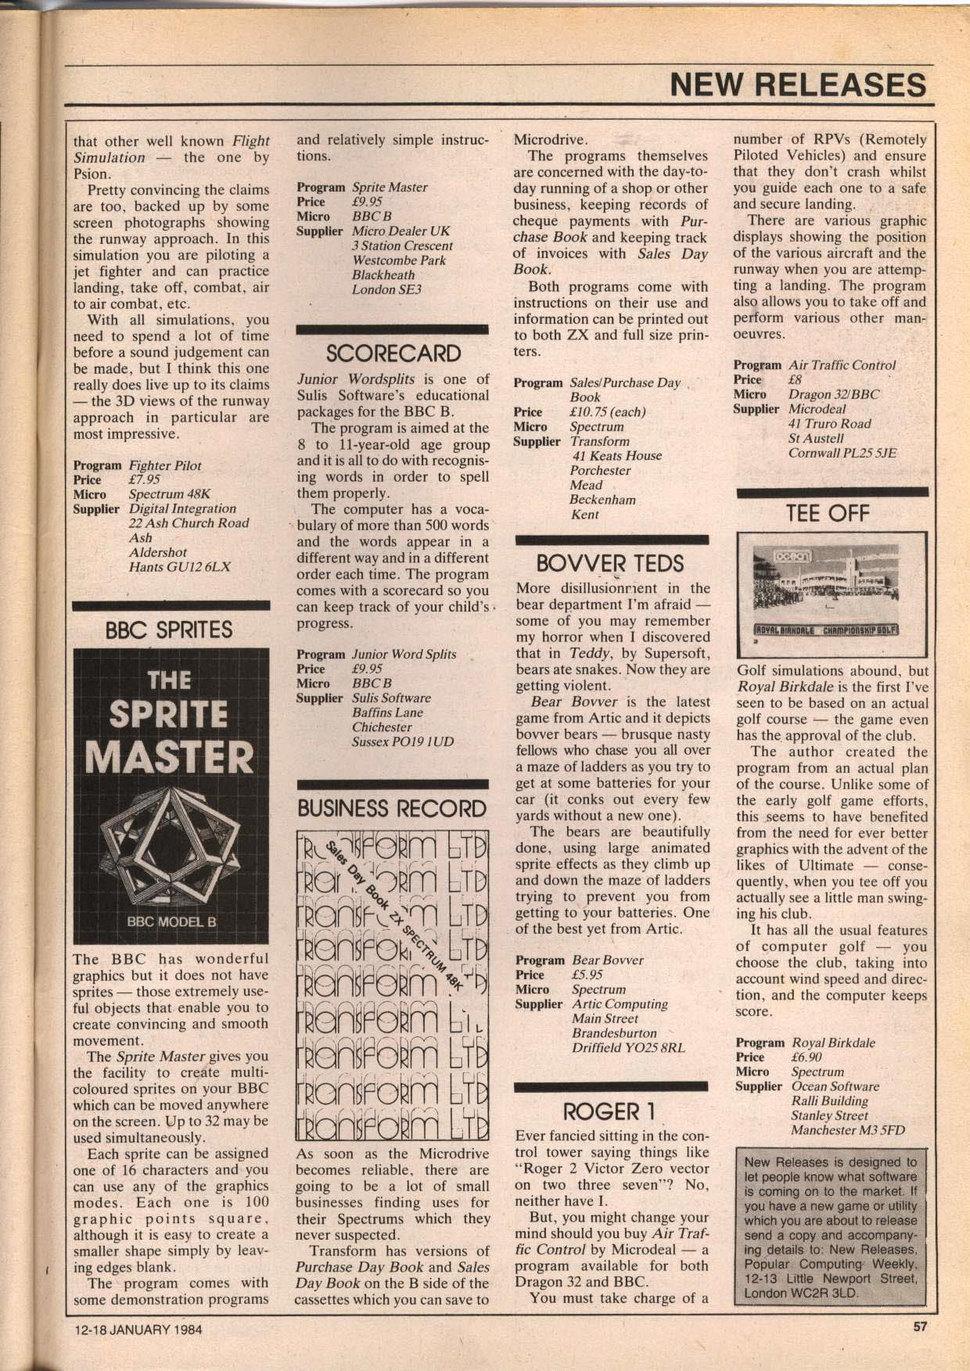 NEW RELEASES
that other well known Flight
Simulation — the one by
Psion.
Pretty convincing the claims
are too, backed up by some
screen photographs showing
the runway approach. In this
simulation you are piloting a
jet fighter and can practice
landing, take off, combat, air
to air combat, etc.
With all simulations, you
need to spend a lot of time
before a sound judgement can
be made, but I think this one
really does live up to its claims
— the 3D views of the runway
approach in particular are
most impressive.
Program Fighter Pilot
Price £7.95
Micro Spectrum 48K
Supplier Digital Integration
22 Ash Church Road
Ash
Aldershot
Hants GU12 6LX
BBC SPRITES
THE
SPRITE
MASTER
BBC MODEL B
The BBC has wonderful
graphics but it does not have
sprites — those extremely use-
ful objects that enable you to
create convincing and smooth
movement.
The Sprite Master gives you
the facility to create multi-
coloured sprites on your BBC
which can be moved anywhere
on the screen. Up to 32 may be
used simultaneously.
Each sprite can be assigned
one of 16 characters and you
can use any of the graphics
modes. Each one is 100
graphic points square,
although it is easy to create a
smaller shape simply by leav-
ing edges blank.
The program comes with
some demonstration programs
and relatively simple instruc-
tions.
Program Sprite Master
Price £9.95
Micro BBC B
Supplier Micro Dealer UK
3 Station Crescent
Westcombe Park
Blackheath
London SE3
SCORECARD
Junior Wordsplits is one of
Sulis Software's educational
packages for the BBC B.
The program is aimed at the
8 to 11-year-old age group
and it is all to do with recognis-
ing words in order to spell
them properly.
The computer has a voca-
bulary of more than 500 words
and the words appear in a
different way and in a different
order each time. The program
comes with a scorecard so you
can keep track of your child's
progress.
Program Junior Word Splits
Price £9.95
Micro BBC B
Supplier Sulis Software
Baffins Lane
Chichester
Sussex PO19 1UD
BUSINESS RECORD
TRANSFORM LTD
TRANSFORM LTD
TRANSFORM LTD
TRANSFORM LTD
TRANSFORM LTD
TRANSFORM LTD
TRANSFORM LTD
TRANSFORM LTD
TRANSFORM LTD
Sales Day Book ZX SPECTRUM 48K
As soon as the Microdrive
becomes reliable, there are
going to be a lot of small
businesses finding uses for
their Spectrums which they
never suspected.
Transform has versions of
Purchase Day Book and Sales
Day Book on the B side of the
cassettes which you can save to
Microdrive.
The programs themselves
are concerned with the day-to-
day running of a shop or other
business, keeping records of
cheque payments with Pur-
chase Book and keeping track
of invoices with Sales Day
Book.
Both programs come with
instructions on their use and
information can be printed out
to both ZX and full size prin-
ters.
Program Sales/Purchase Day
Book
Price £10.75 (each)
Micro Spectrum
Supplier Transform
41 Keats House
Porchester
Mead
Beckenham
Kent
BOVVER TEDS
More disillusionment in the
bear department I'm afraid —
some of you may remember
my horror when I discovered
that in Teddy, by Supersoft,
bears ate snakes. Now they are
getting violent.
Bear Bovver is the latest
game from Artic and it depicts
bovver bears — brusque nasty
fellows who chase you all over
a maze of ladders as you try to
get at some batteries for your
car (it conks out every few
yards without a new one).
The bears are beautifully
done, using large animated
sprite effects as they climb up
and down the maze of ladders
trying to prevent you from
getting to your batteries. One
of the best yet from Artic.
Program Bear Bovver
Price £5.95
Micro Spectrum
Supplier Artic Computing
Main Street
Brandesburton
Driffield YO25 8RL
ROGER 1
Ever fancied sitting in the con-
trol tower saying things like
"Roger 2 Victor Zero vector
on two three seven"? No,
neither have I.
But, you might change your
mind should you buy Air Traf-
fic Control by Microdeal — a
program available for both
Dragon 32 and BBC.
You must take charge of a
number of RPVs (Remotely
Piloted Vehicles) and ensure
that they don't crash whilst
you guide each one to a safe
and secure landing.
There are various graphic
displays showing the position
of the various aircraft and the
runway when you are attemp-
ting a landing. The program
also allows you to take off and
perform various other man-
oeuvres.
Program Air Traffic Control
Price £8
Micro Dragon 32/BBC
Supplier Microdeal
41 Truro Road
St Austell
Cornwall PL25 5JE
TEE OFF
ocean
ROYAL BIRKDALE CHAMPIONSHIP GOLF
Golf simulations abound, but
Royal Birkdale is the first I've
seen to be based on an actual
golf course — the game even
has the approval of the club.
The author created the
program from an actual plan
of the course. Unlike some of
the early golf game efforts,
this seems to have benefited
from the need for ever better
graphics with the advent of the
likes of Ultimate — conse-
quently, when you tee off you
actually see a little man swing-
ing his club.
It has all the usual features
of computer golf — you
choose the club, taking into
account wind speed and direc-
tion, and the computer keeps
score.
Program Royal Birkdale
Price £6.90
Micro Spectrum
Supplier Ocean Software
Ralli Building
Stanley Street
Manchester M3 5FD
New Releases is designed to
let people know what software
is coming on to the market. If
you have a new game or utility
which you are about to release
send a copy and accompany-
ing details to: New Releases,
Popular Computing Weekly,
12-13 Little Newport Street,
London WC2R 3LD.
12-18 JANUARY 1984
57